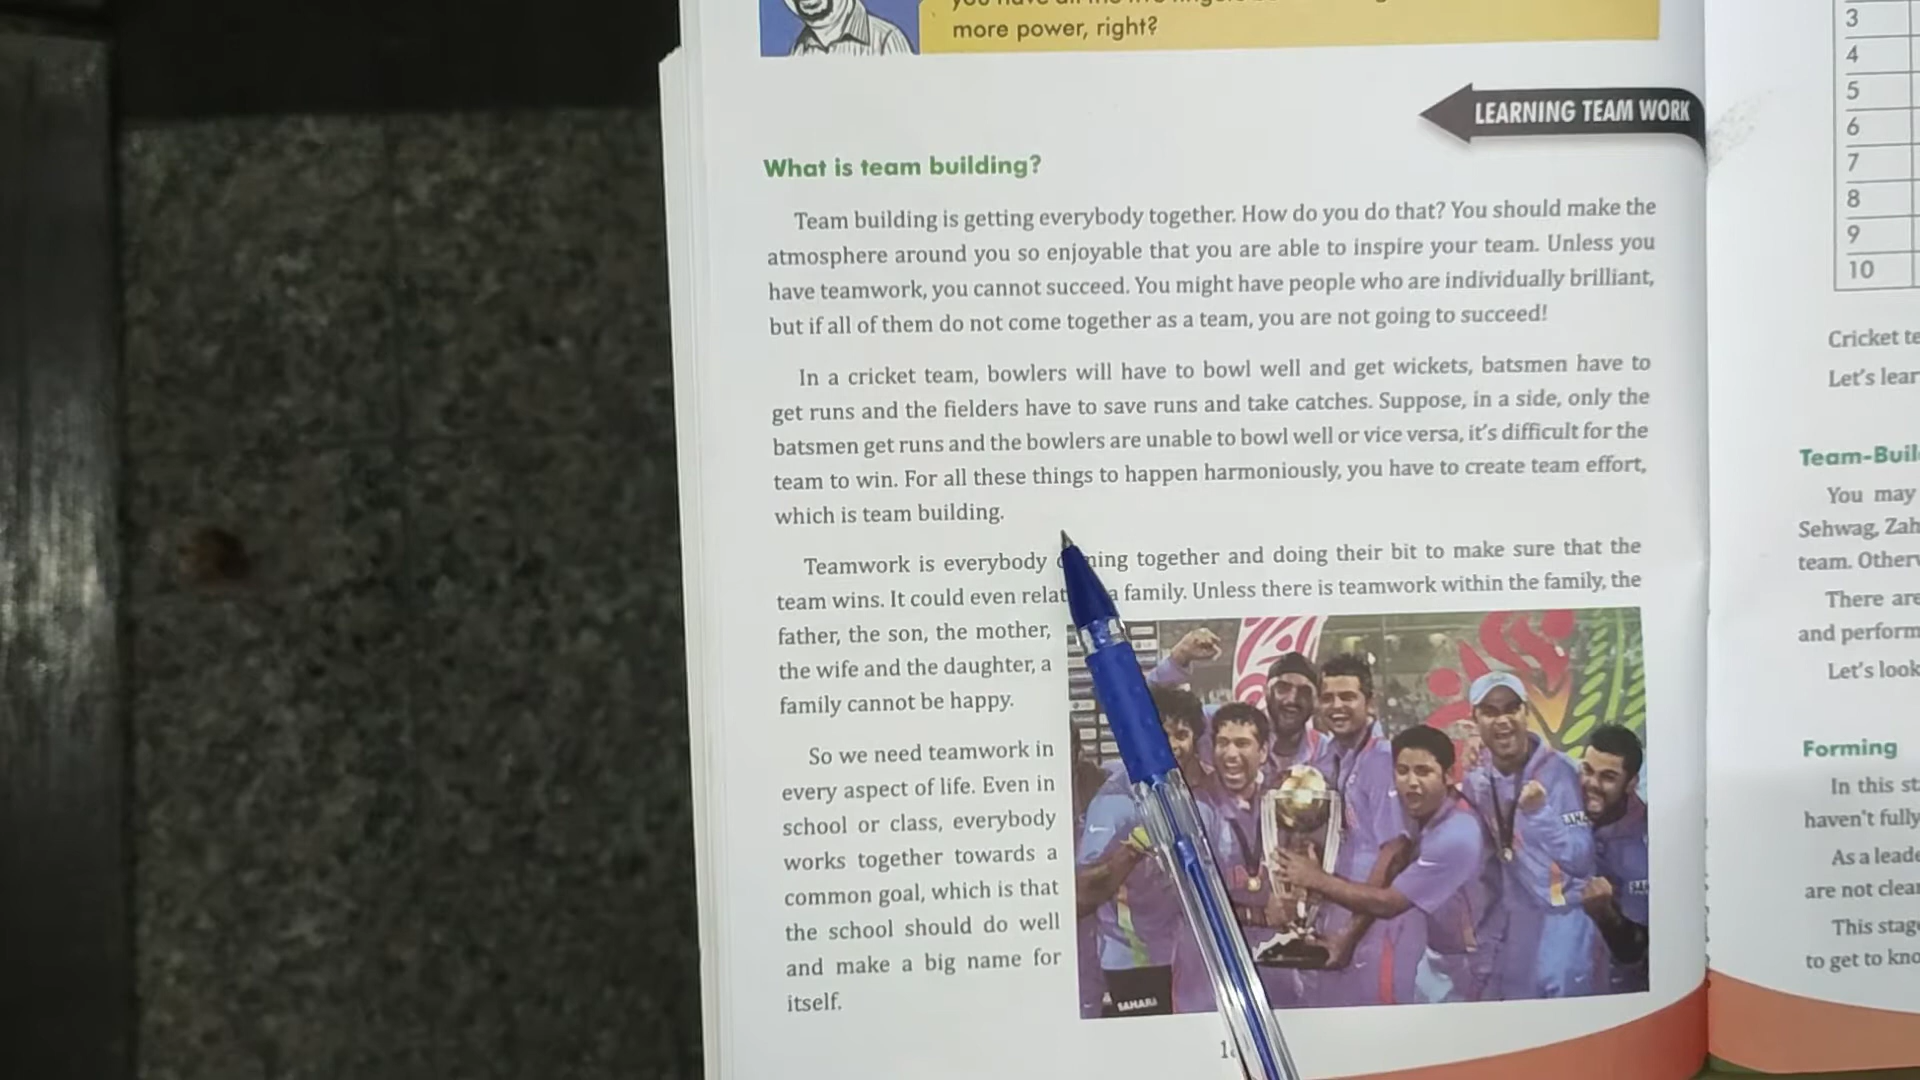 more power, right?
LEARNING TEAM WORK
What is team building?
Team building is getting everybody together. How do you do that? You should make the
atmosphere around you so enjoyable that you are able to inspire your team. Unless you
have teamwork, you cannot succeed. You might have people who are individually brilliant,
but if all of them do not come together as a team, you are not going to succeed!
In a cricket team, bowlers will have to bowl well and get wickets, batsmen have to
get runs and the fielders have to save runs and take catches. Suppose, in a side, only the
batsmen get runs and the bowlers are unable to bowl well or vice versa, it's difficult for the
team to win. For all these things to happen harmoniously, you have to create team effort,
which is team building.
Teamwork is everybody together and doing their bit to make sure that the
team wins. It could even a family. Unless there is teamwork within the family, the
father, the son, the mother,
the wife and the daughter, a
family cannot be happy.
So we need teamwork in
every aspect of life. Even in
school or class, everybody
works together towards a
common goal, which is that
the school should do well
and make a big name for
itself.
SAHARA
3
4
5
6
7
8
9
10
Cricket
Let's
Team-
You may
Sehwag,
team.
There are
and
Let's look
Forming
In this
haven't fully
As a
are not
This
to get to